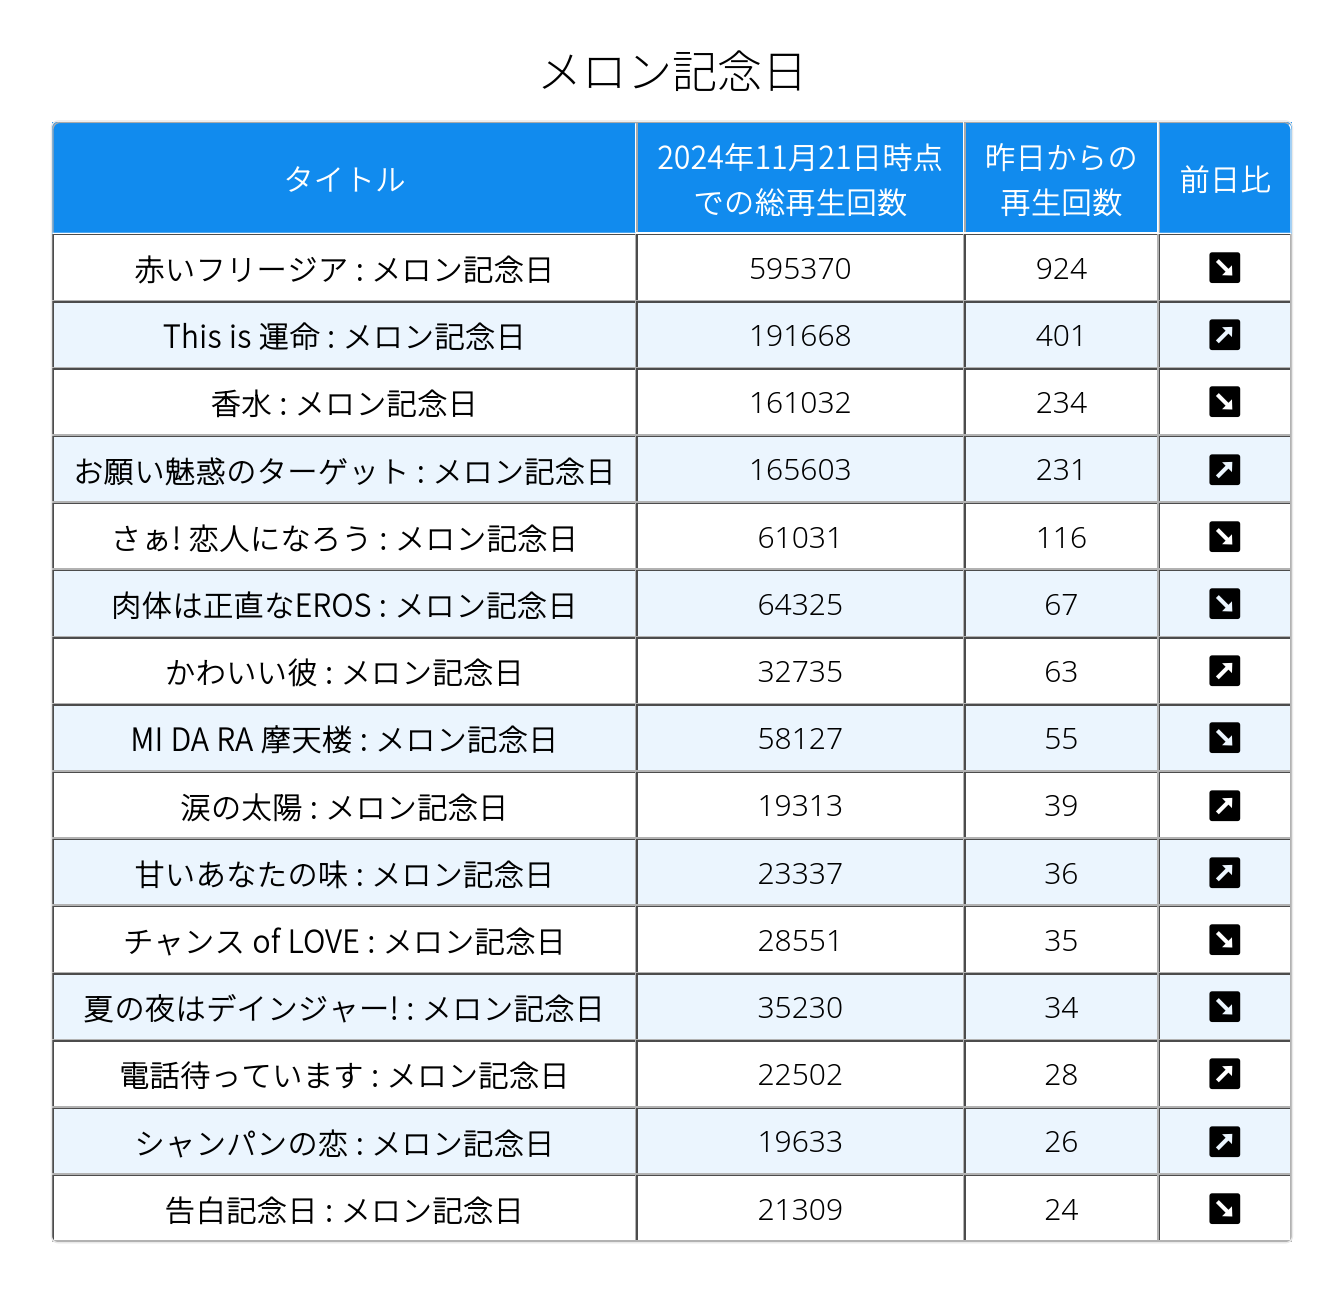 メロン記念日
タイトル 2024年11月21日時点での総再生回数 昨日からの再生回数 前日比
赤いフリージア : メロン記念日 595370 924 ↘
This is 運命 : メロン記念日 191668 401 ↗
香水 : メロン記念日 161032 234 ↘
お願い魅惑のターゲット : メロン記念日 165603 231 ↗
さぁ! 恋人になろう : メロン記念日 61031 116 ↘
肉体は正直なEROS : メロン記念日 64325 67 ↘
かわいい彼 : メロン記念日 32735 63 ↗
MI DA RA 摩天楼 : メロン記念日 58127 55 ↘
涙の太陽 : メロン記念日 19313 39 ↗
甘いあなたの味 : メロン記念日 23337 36 ↗
チャンス of LOVE : メロン記念日 28551 35 ↘
夏の夜はデインジャー! : メロン記念日 35230 34 ↘
電話待っています : メロン記念日 22502 28 ↗
シャンパンの恋 : メロン記念日 19633 26 ↗
告白記念日 : メロン記念日 21309 24 ↘